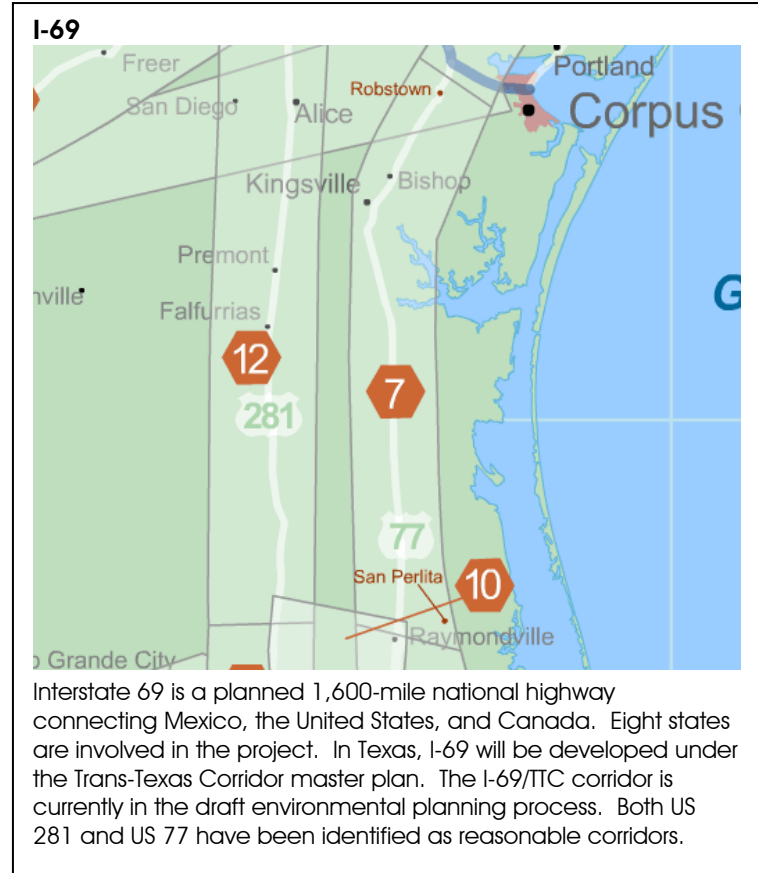 I-69
Freer
Portland
Robstown
San Diego
Alice
Corpus
Kingsville
Bishop
Premont
nville
G
Falfurrias
12
7
281
77
San Perlita
10
Raymondville
o Grande City
Interstate 69 is a planned 1,600-mile national highway
connecting Mexico, the United States, and Canada.  Eight states
are involved in the project.  In Texas, I-69 will be developed under
the Trans-Texas Corridor master plan.  The I-69/TTC corridor is
currently in the draft environmental planning process.  Both US
281 and US 77 have been identified as reasonable corridors.